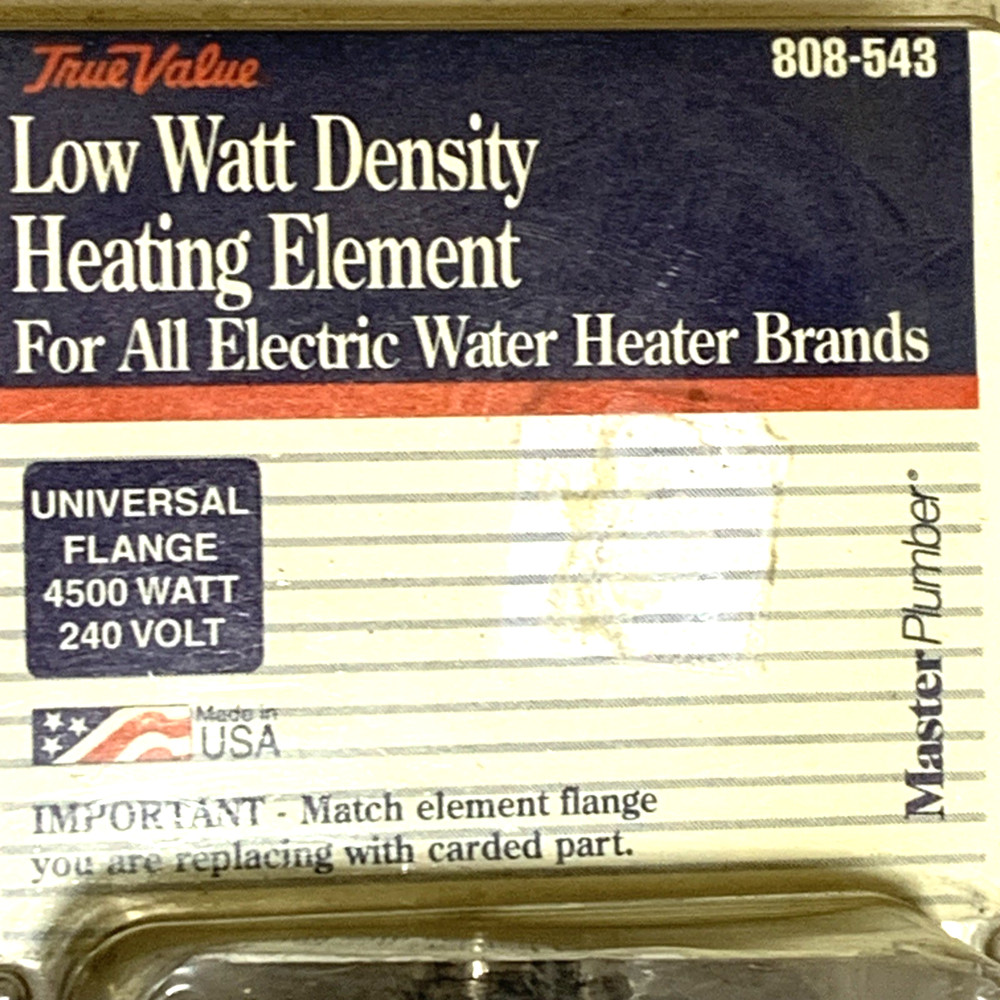 True Value
808-543
Low Watt Density
Heating Element
For All Electric Water Heater Brands
UNIVERSAL
FLANGE
4500 WATT
240 VOLT
Made in
USA
IMPORTANT - Match element flange
you are replacing with carded part.
Master Plumber®